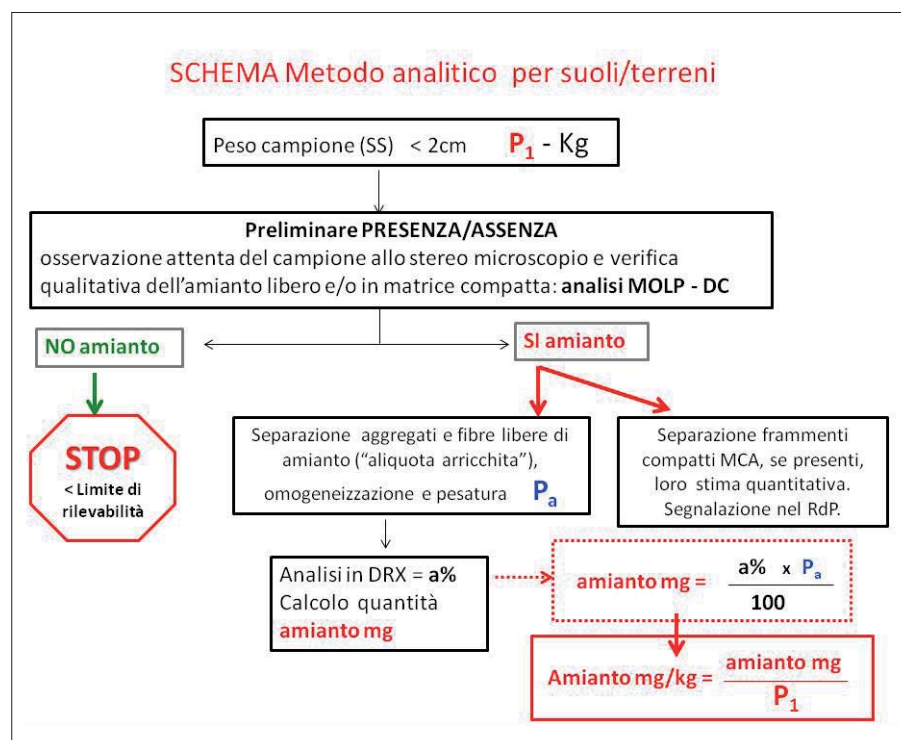 SCHEMA Metodo analitico per suoli/terreni
Peso campione (SS) < 2cm P1 - Kg
Preliminare PRESENZA/ASSENZA
osservazione attenta del campione allo stereo microscopio e verifica
qualitativa dell'amianto libero e/o in matrice compatta: analisi MOLP - DC
NO amianto
SI amianto
STOP
< Limite di
rilevabilità
Separazione aggregati e fibre libere di
amianto ("aliquota arricchita"),
omogeneizzazione e pesatura Pa
Separazione frammenti
compatti MCA, se presenti,
loro stima quantitativa.
Segnalazione nel RdP.
Analisi in DRX = a%
Calcolo quantità
amianto mg
amianto mg = a% x Pa
100
Amianto mg/kg = amianto mg
P1